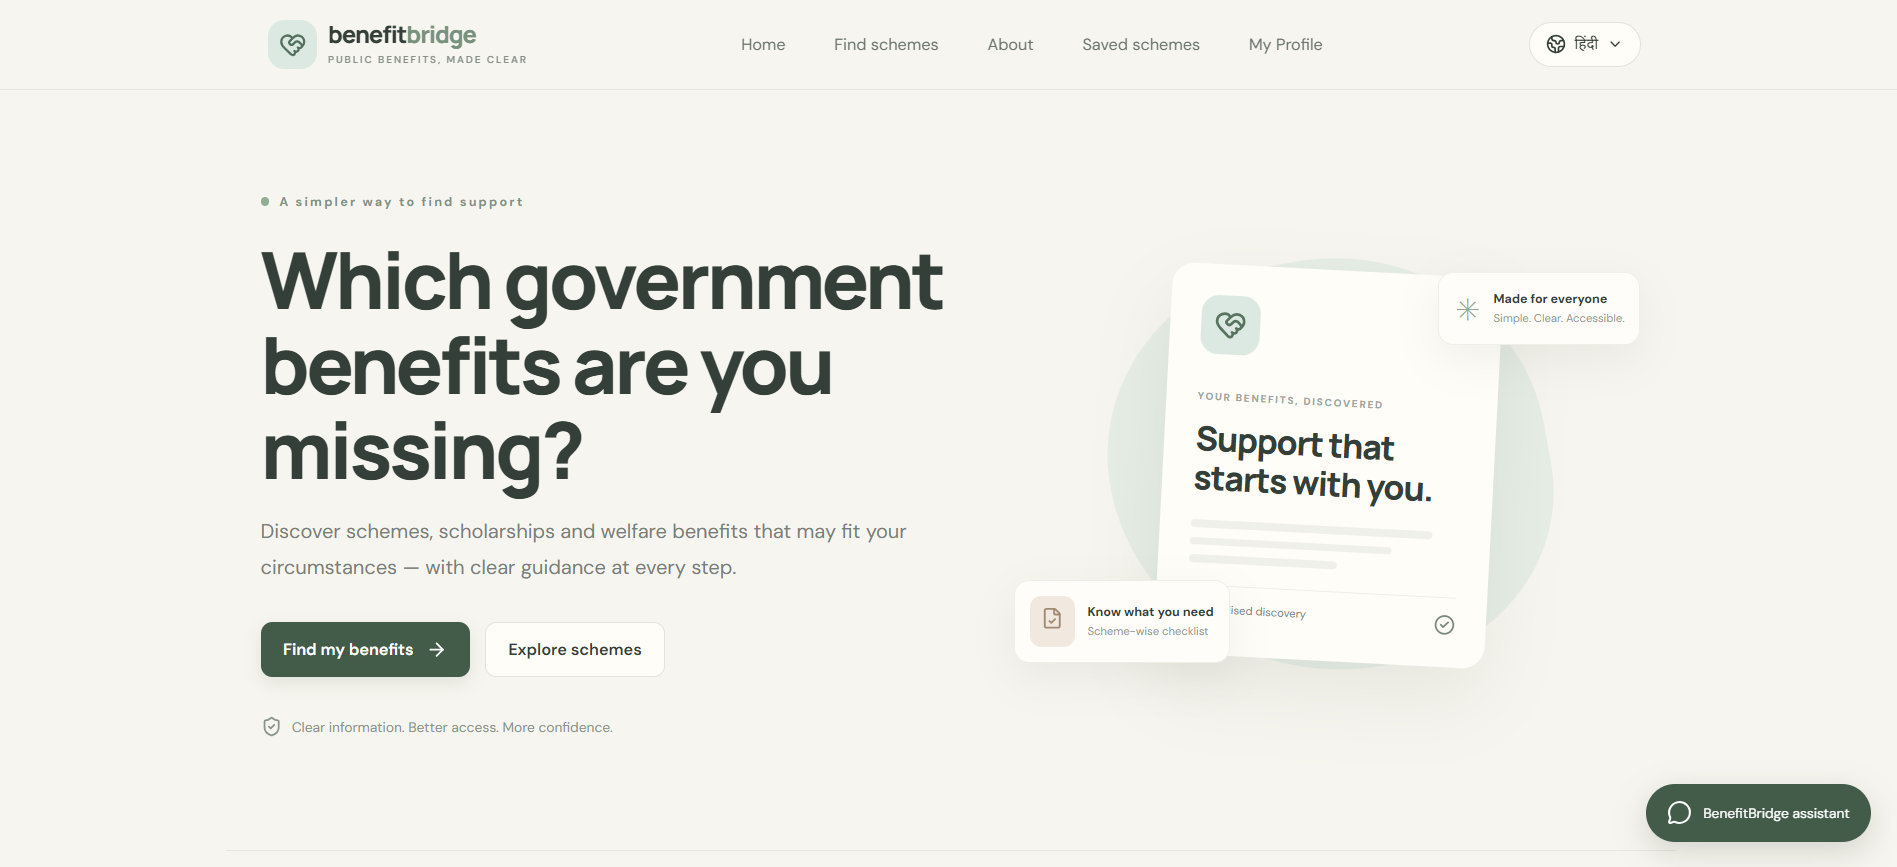 benefitbridge
PUBLIC BENEFITS, MADE CLEAR
Home
Find schemes
About
Saved schemes
My Profile
हिंदी
A simpler way to find support
Which government
benefits are you
missing?
Discover schemes, scholarships and welfare benefits that may fit your
circumstances — with clear guidance at every step.
Find my benefits
Explore schemes
Clear information. Better access. More confidence.
Made for everyone
Simple. Clear. Accessible.
YOUR BENEFITS, DISCOVERED
Support that
starts with you.
discovery
Know what you need
Scheme-wise checklist
BenefitBridge assistant